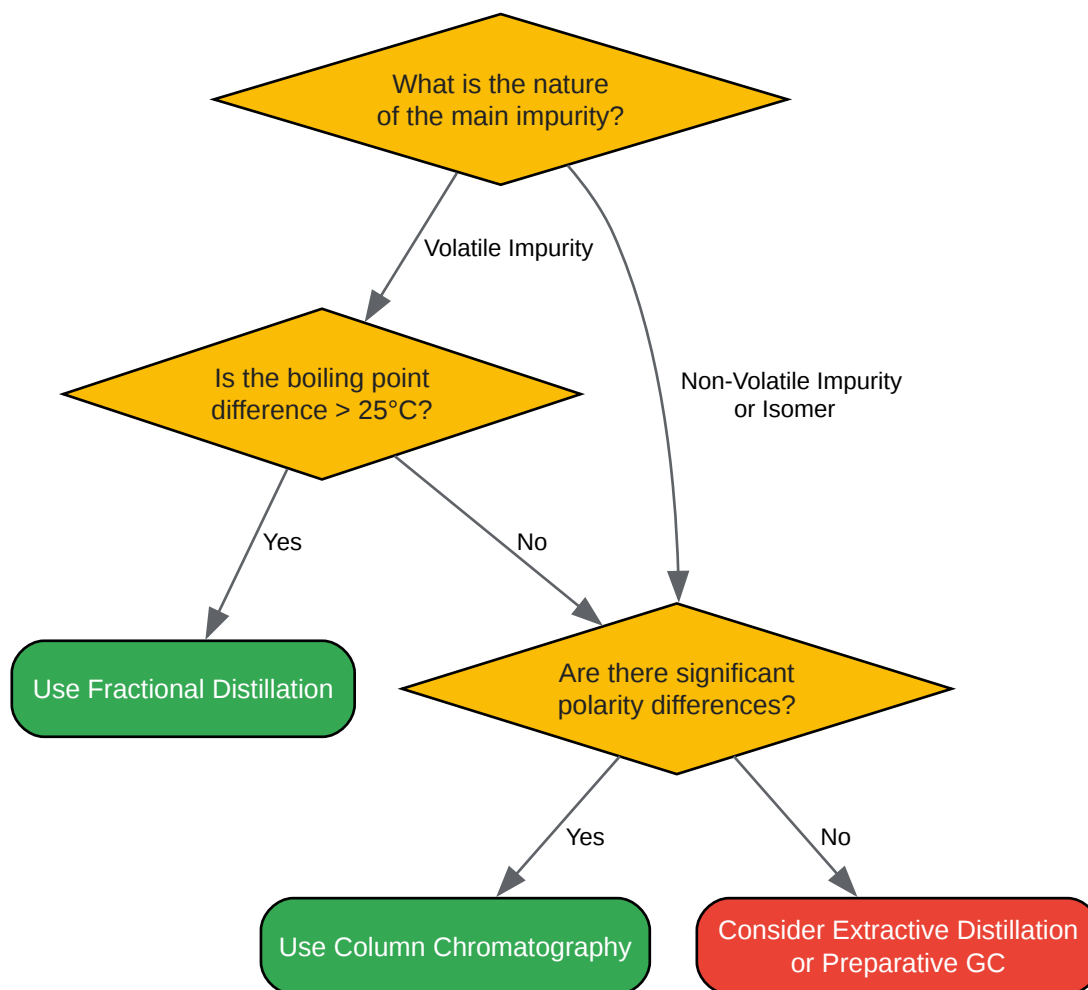 What is the nature
of the main impurity?
Volatile Impurity
Non-Volatile Impurity
or Isomer
Is the boiling point
difference > 25°C?
Yes
No
Use Fractional Distillation
Are there significant
polarity differences?
Yes
No
Use Column Chromatography
Consider Extractive Distillation
or Preparative GC